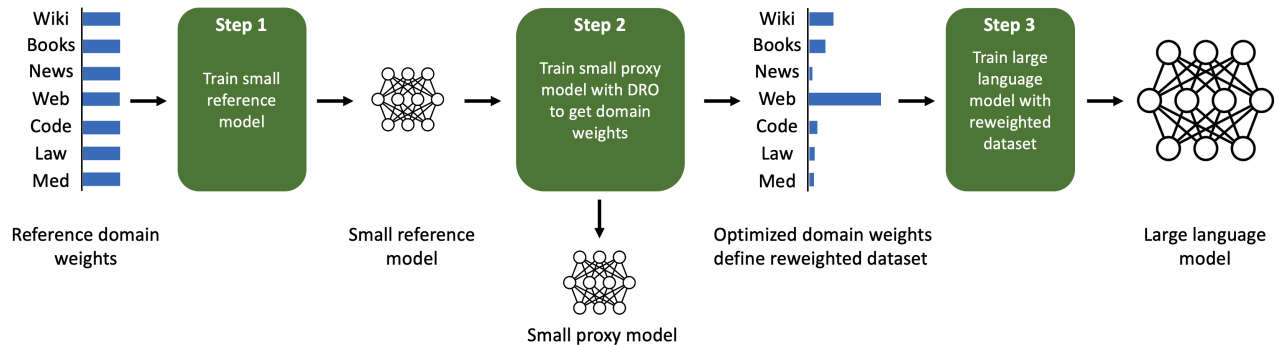 Wiki
Books
News
Web
Code
Law
Med
Reference domain
weights
Step 1
Train small
reference
model
Small reference
model
Step 2
Train small proxy
model with DRO
to get domain
weights
Small proxy model
Wiki
Books
News
Web
Code
Law
Med
Optimized domain weights
define reweighted dataset
Step 3
Train large
language
model with
reweighted
dataset
Large language
model